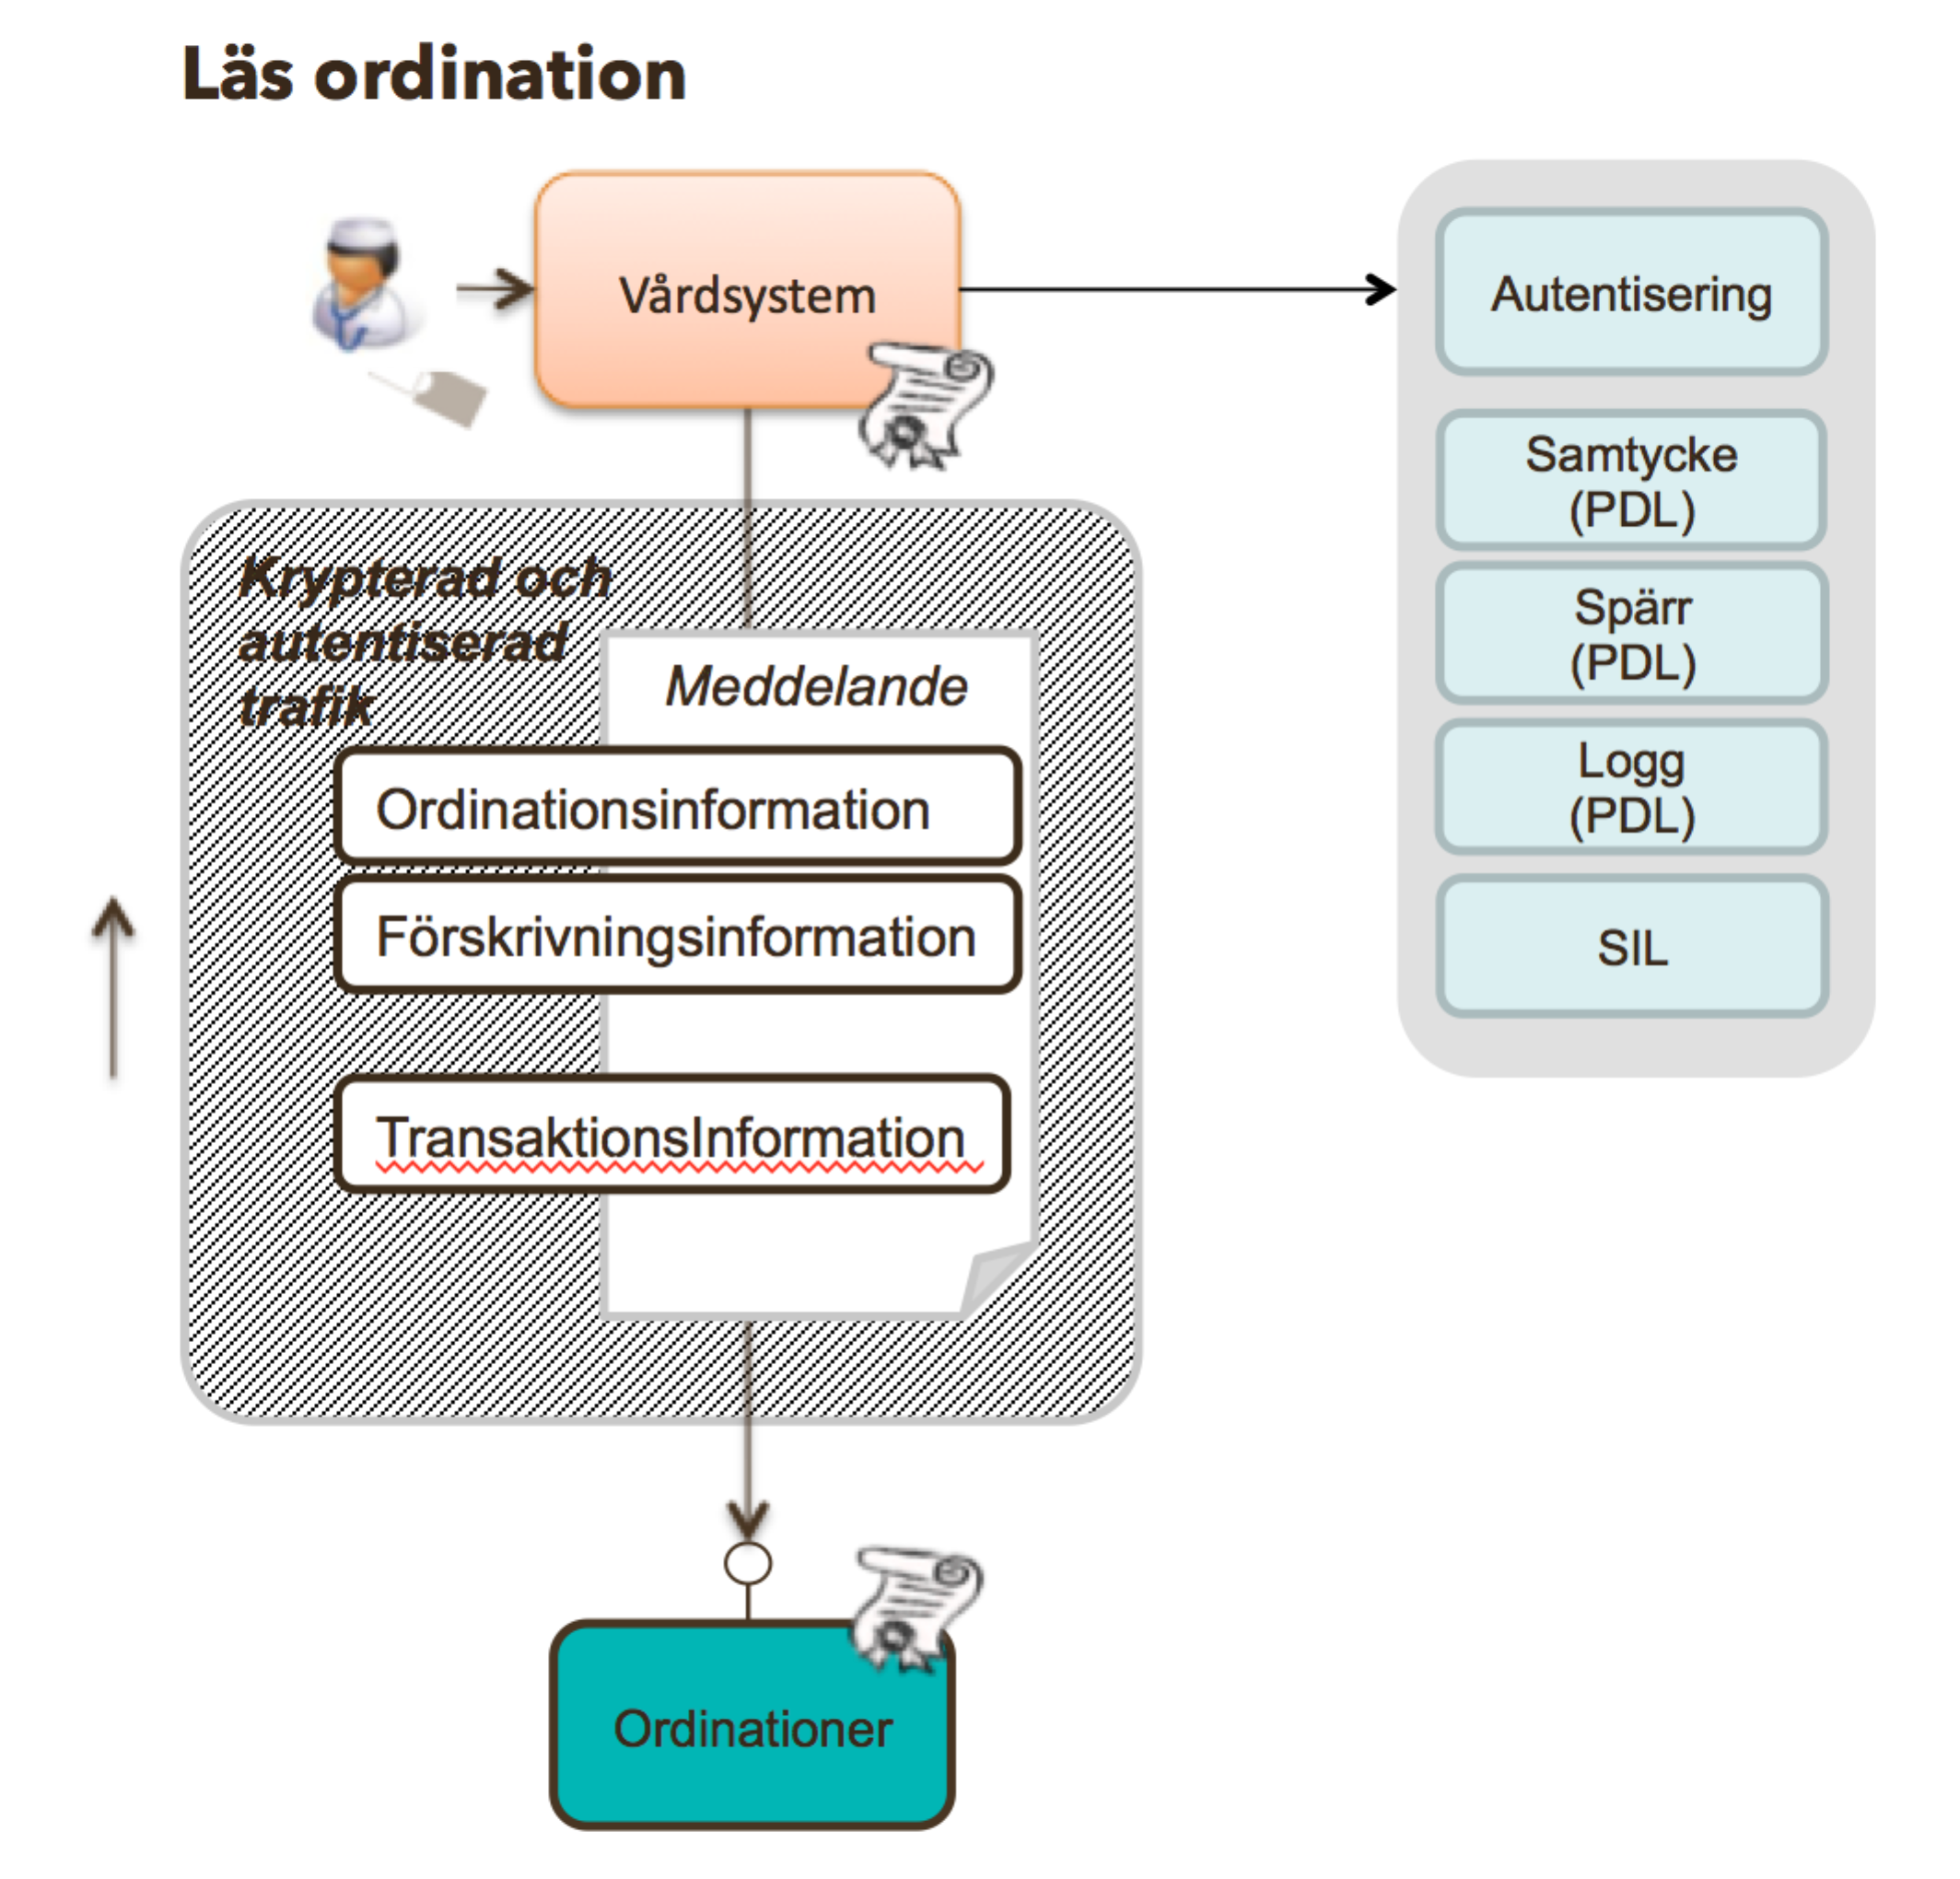 Läs ordination
Vårdsystem
Autentisering
Samtycke
(PDL)
Spärr
(PDL)
Logg
(PDL)
SIL
Krypterad och
autentiserad
trafik
Meddelande
Ordinationsinformation
Förskrivningsinformation
TransaktionsInformation
Ordinationer